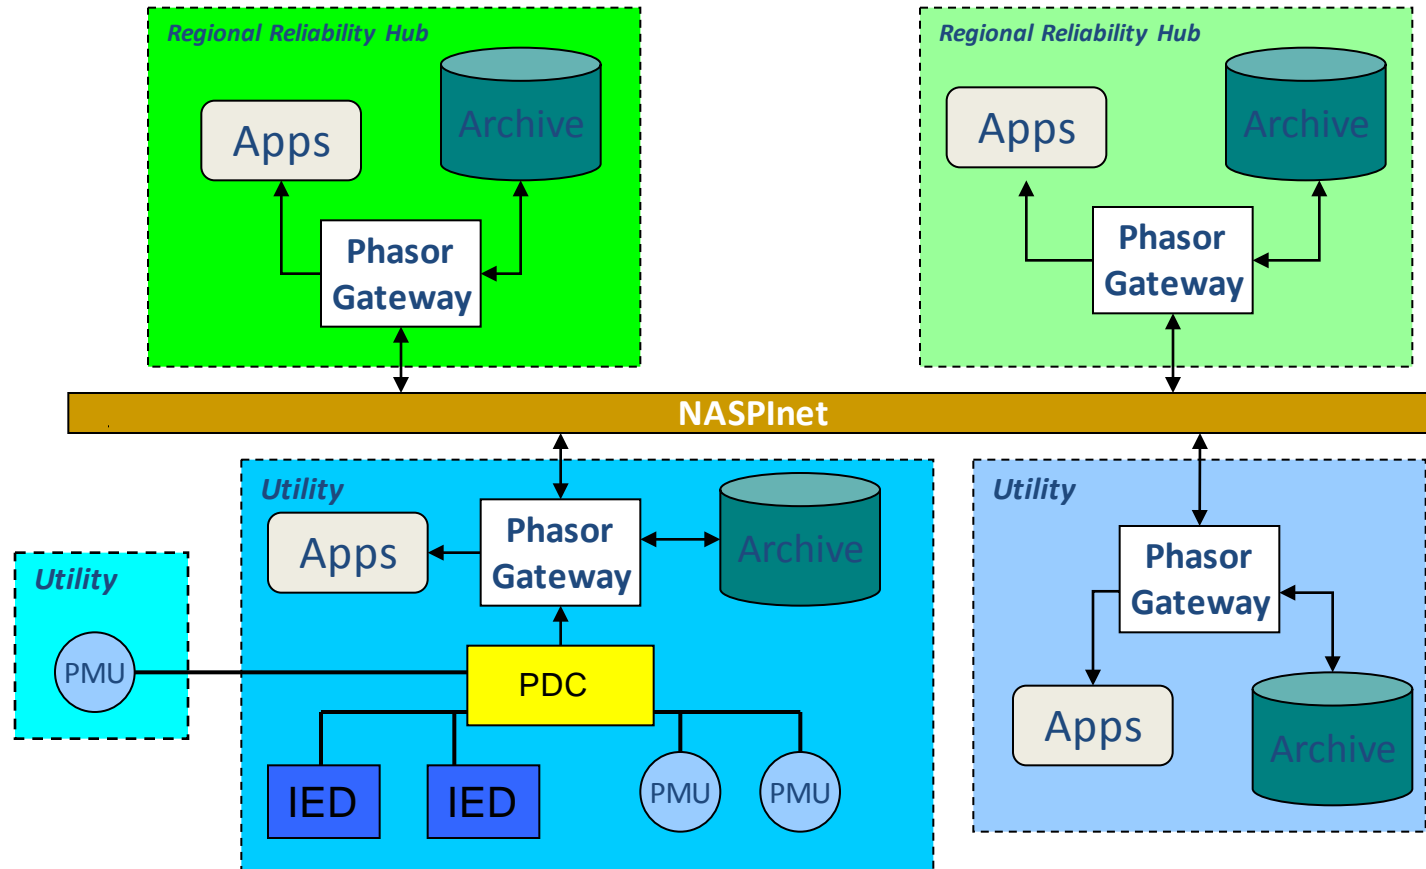 Regional Reliability Hub
Apps
Archive
Phasor
Gateway
Regional Reliability Hub
Apps
Archive
Phasor
Gateway
NASPInet
Utility
PMU
Utility
Apps
Phasor
Gateway
Archive
PDC
IED
IED
PMU
PMU
Utility
Phasor
Gateway
Apps
Archive